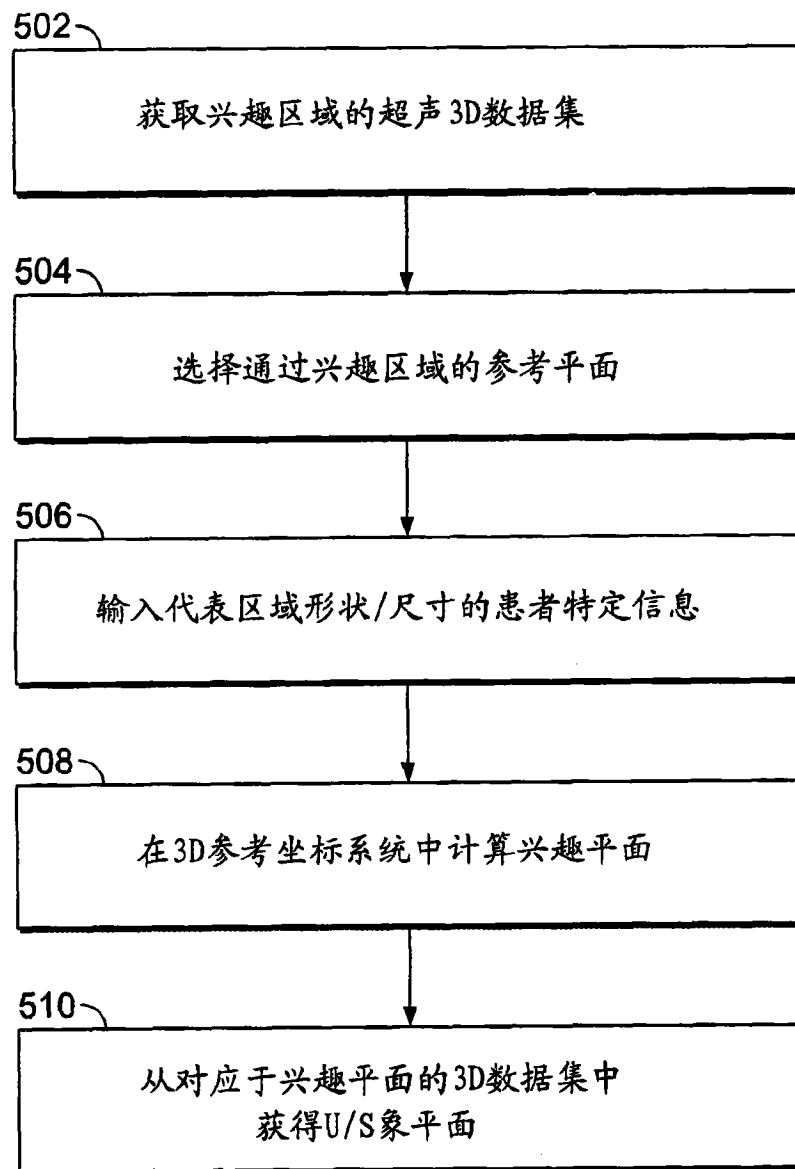 502
获取兴趣区域的超声3D数据集
504
选择通过兴趣区域的参考平面
506
输入代表区域形状/尺寸的患者特定信息
508
在3D参考坐标系统中计算兴趣平面
510
从对应于兴趣平面的3D数据集中
获得U/S象平面